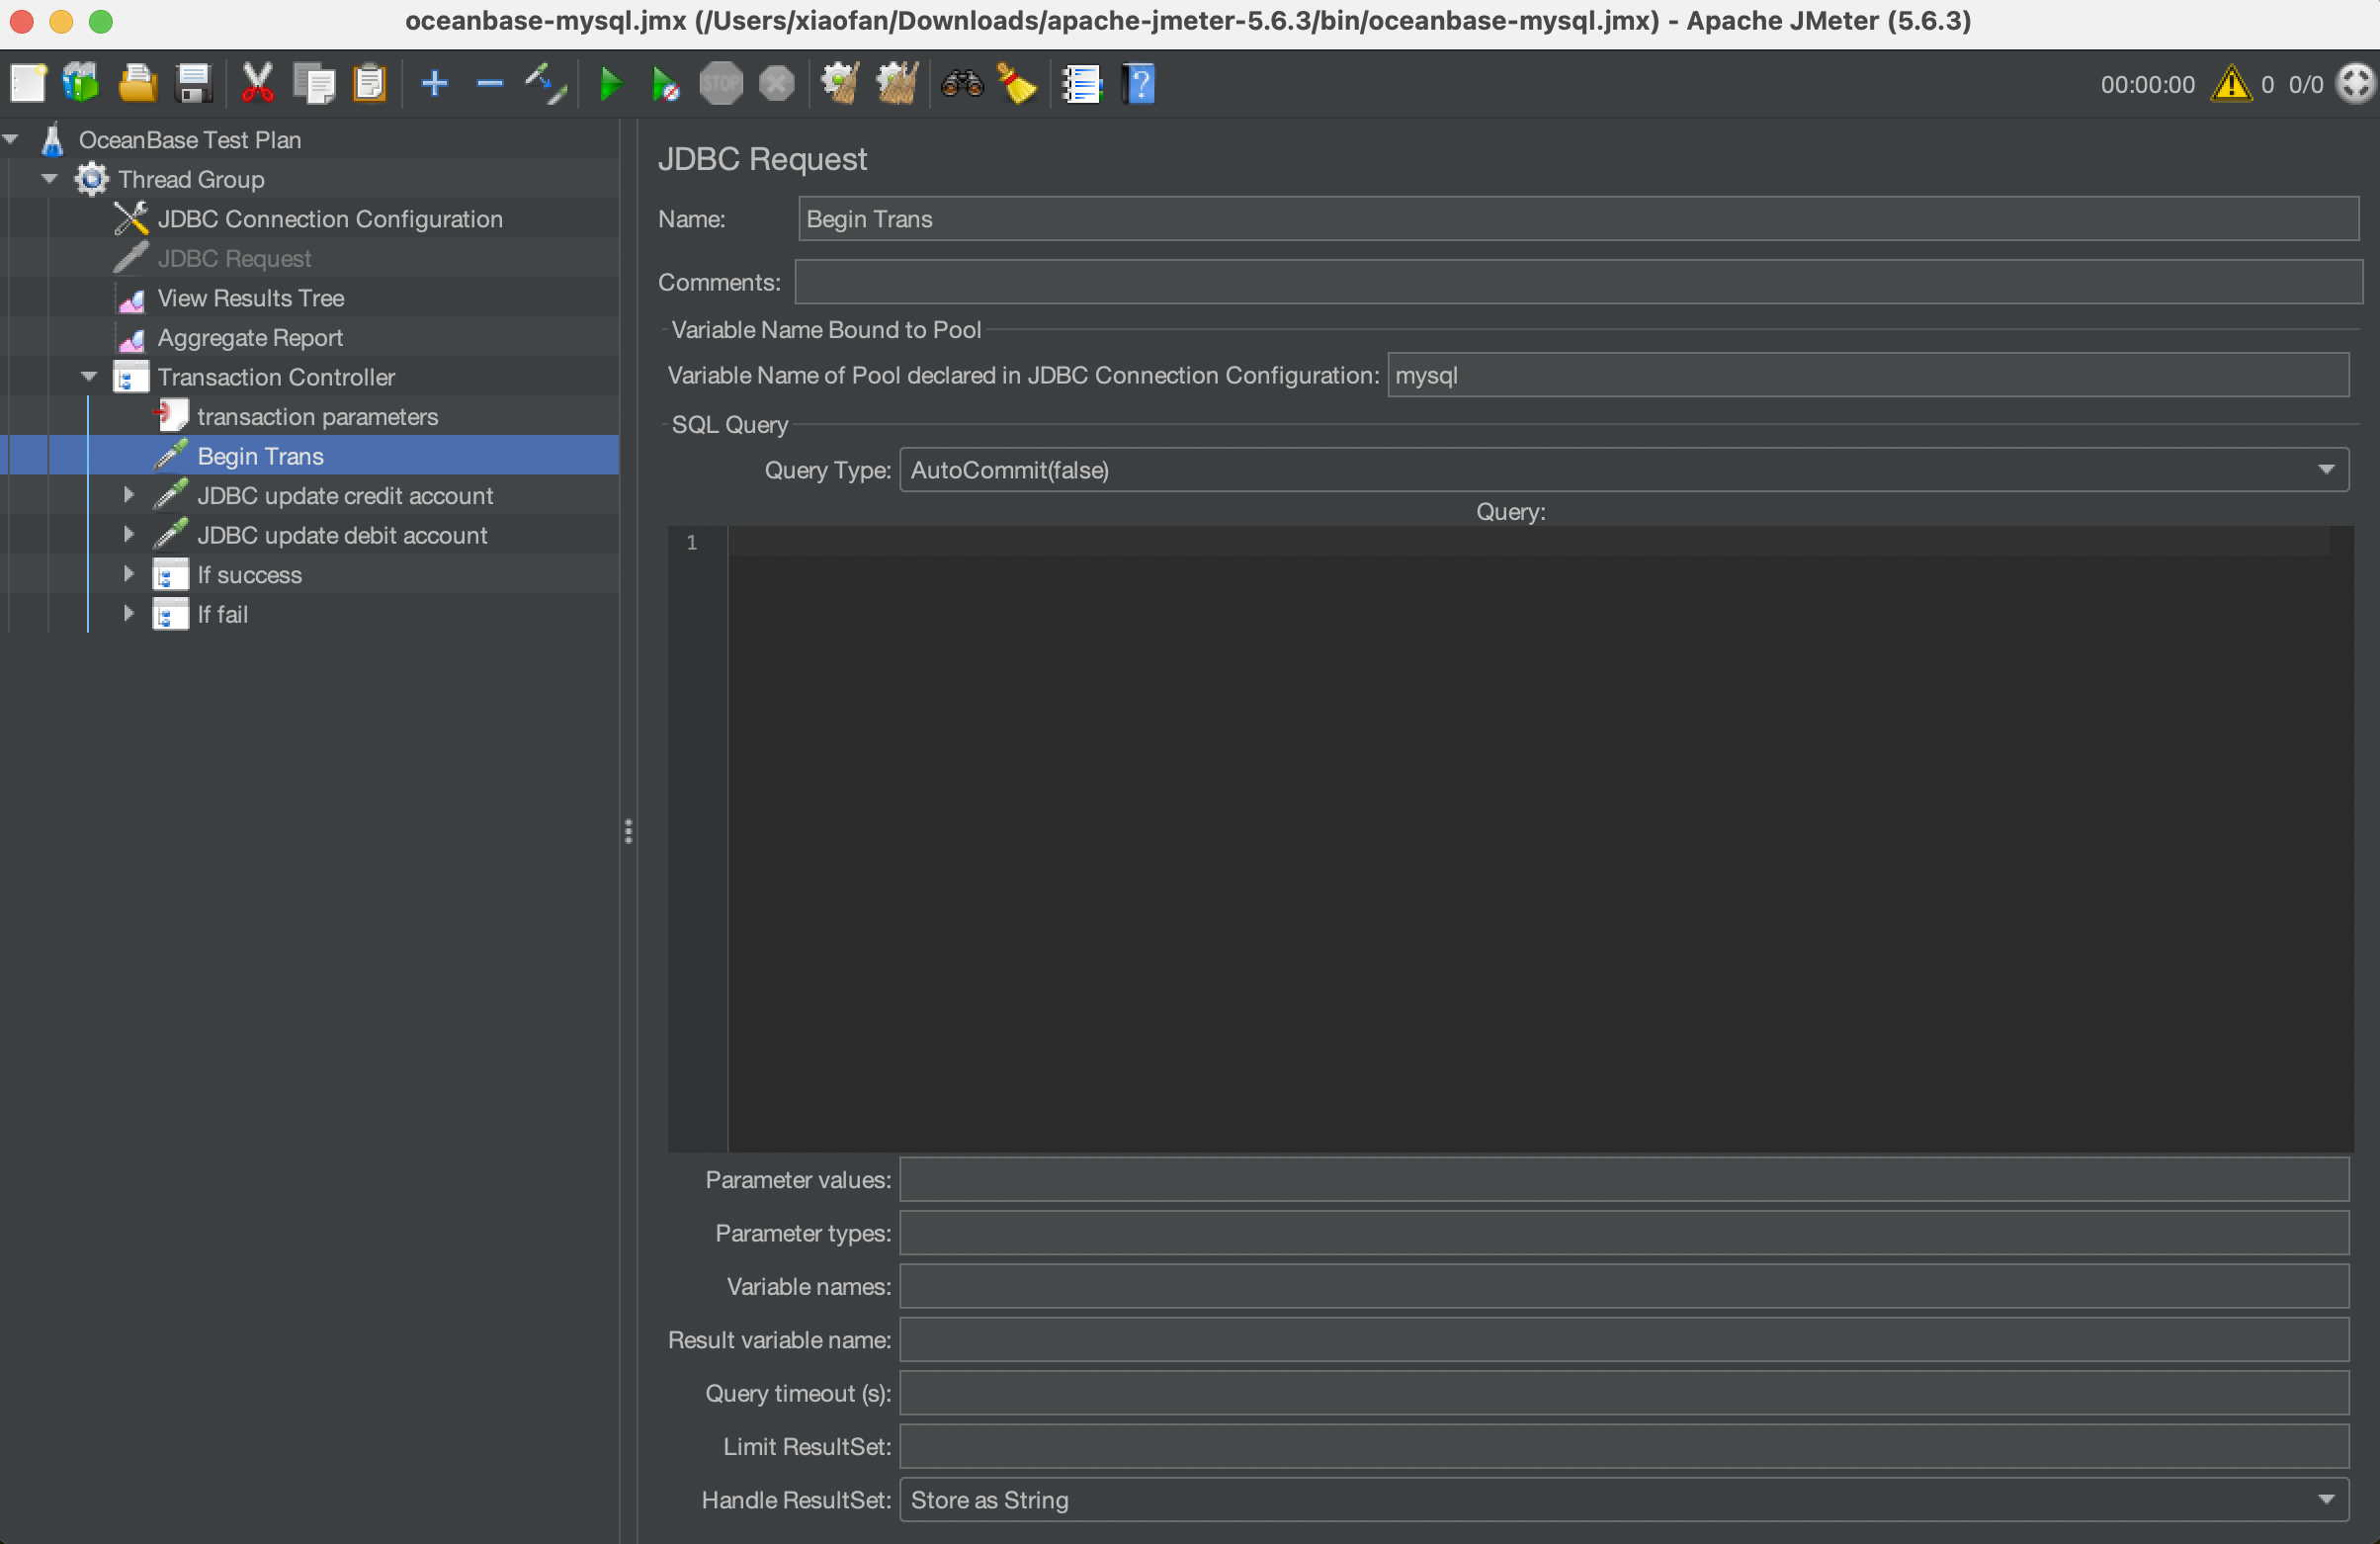 oceanbase-mysql.jmx (/Users/xiaofan/Downloads/apache-jmeter-5.6.3/bin/oceanbase-mysql.jmx) - Apache JMeter (5.6.3)
STOP
00:00:00 0 0/0
OceanBase Test Plan
Thread Group
JDBC Connection Configuration
JDBC Request
View Results Tree
Aggregate Report
Transaction Controller
transaction parameters
Begin Trans
JDBC update credit account
JDBC update debit account
If success
If fail
JDBC Request
Name: Begin Trans
Comments:
Variable Name Bound to Pool
Variable Name of Pool declared in JDBC Connection Configuration: mysql
SQL Query
Query Type: AutoCommit(false)
Query:
1
Parameter values:
Parameter types:
Variable names:
Result variable name:
Query timeout (s):
Limit ResultSet:
Handle ResultSet: Store as String